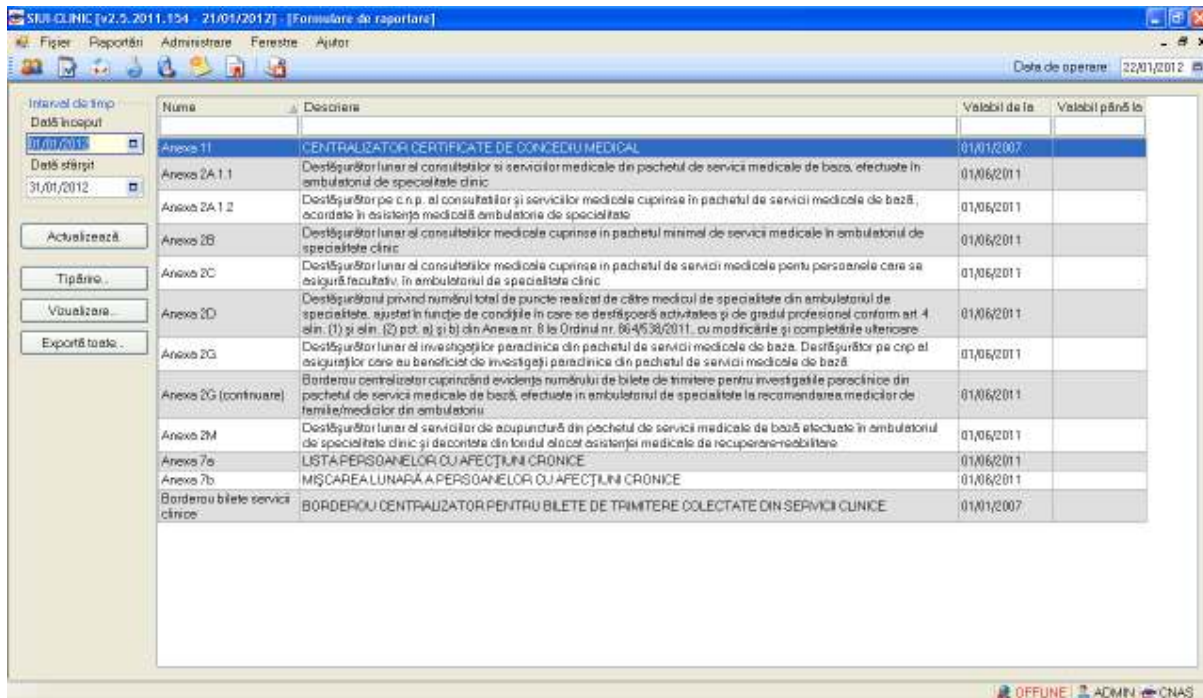 SIUI-CLINIC [v2.5.2011.154 - 21/01/2012] - [Formulare de raportare]
Fişier Raportări Administrare Ferestre Ajutor
Data de operare: 22/01/2012
Interval de timp
Dată început
01/01/2012
Dată sfârşit
31/01/2012
Actualizează
Tipărire...
Vizualizare...
Exportă toate...
Nume Descriere Valabil de la Valabil până la
Anexa 11 CENTRALIZATOR CERTIFICATE DE CONCEDIU MEDICAL 01/01/2007
Anexa 2A.1.1 Desfăşurător lunar al consultatiilor si serviciilor medicale din pachetul de servicii medicale de baza, efectuate în
ambulatoriul de specialitate clinic 01/06/2011
Anexa 2A.1.2 Desfăşurător pe c.n.p. al consultatiilor şi serviciilor medicale cuprinse în pachetul de servicii medicale de bază ,
acordate în asistenţa medicală ambulatorie de specialitate 01/06/2011
Anexa 2B Desfăşurător lunar al consultatiilor medicale cuprinse in pachetul minimal de servicii medicale în ambulatoriul de
specialitate clinic 01/06/2011
Anexa 2C Desfăşurător lunar al consultatiilor medicale cuprinse in pachetul de servicii medicale pentu persoanele care se
asigură facultativ, în ambulatoriul de specialitate clinic 01/06/2011
Anexa 2D Desfăşurătorul privind numărul total de puncte realizat de către medicul de specialitate din ambulatoriul de
specialitate, ajustat în funcţie de condiţiile în care se desfăşoară activitatea şi de gradul profesional conform art. 4
alin. (1) şi alin. (2) pct. a) şi b) din Anexa nr. 8 la Ordinul nr. 864/538/2011, cu modificările şi completările ulterioare 01/06/2011
Anexa 2G Desfăşurător lunar al investigaţiilor paraclinice din pachetul de servicii medicale de baza. Desfăşurător pe cnp al
asiguraţilor care au beneficiat de investigaţii paraclinice din pachetul de servicii medicale de bază 01/06/2011
Anexa 2G (continuare) Borderou centralizator cuprinzând evidenţa numărului de bilete de trimitere pentru investigatiile paraclinice din
pachetul de servicii medicale de bază, efectuate in ambulatoriul de specialitate la recomandarea medicilor de
familie/medicilor din ambulatoriu 01/06/2011
Anexa 2M Desfăşurător lunar al serviciilor de acupunctură din pachetul de servicii medicale de bază efectuate în ambulatoriul
de specialitate clinic şi decontate din fondul alocat asistenţei medicale de recuperare-reabilitare 01/06/2011
Anexa 7a LISTA PERSOANELOR CU AFECŢIUNI CRONICE 01/06/2011
Anexa 7b MIŞCAREA LUNARĂ A PERSOANELOR CU AFECŢIUNI CRONICE 01/06/2011
Borderou bilete servicii
clinice BORDEROU CENTRALIZATOR PENTRU BILETE DE TRIMITERE COLECTATE DIN SERVICII CLINICE 01/01/2007
OFFLINE ADMIN CNAS